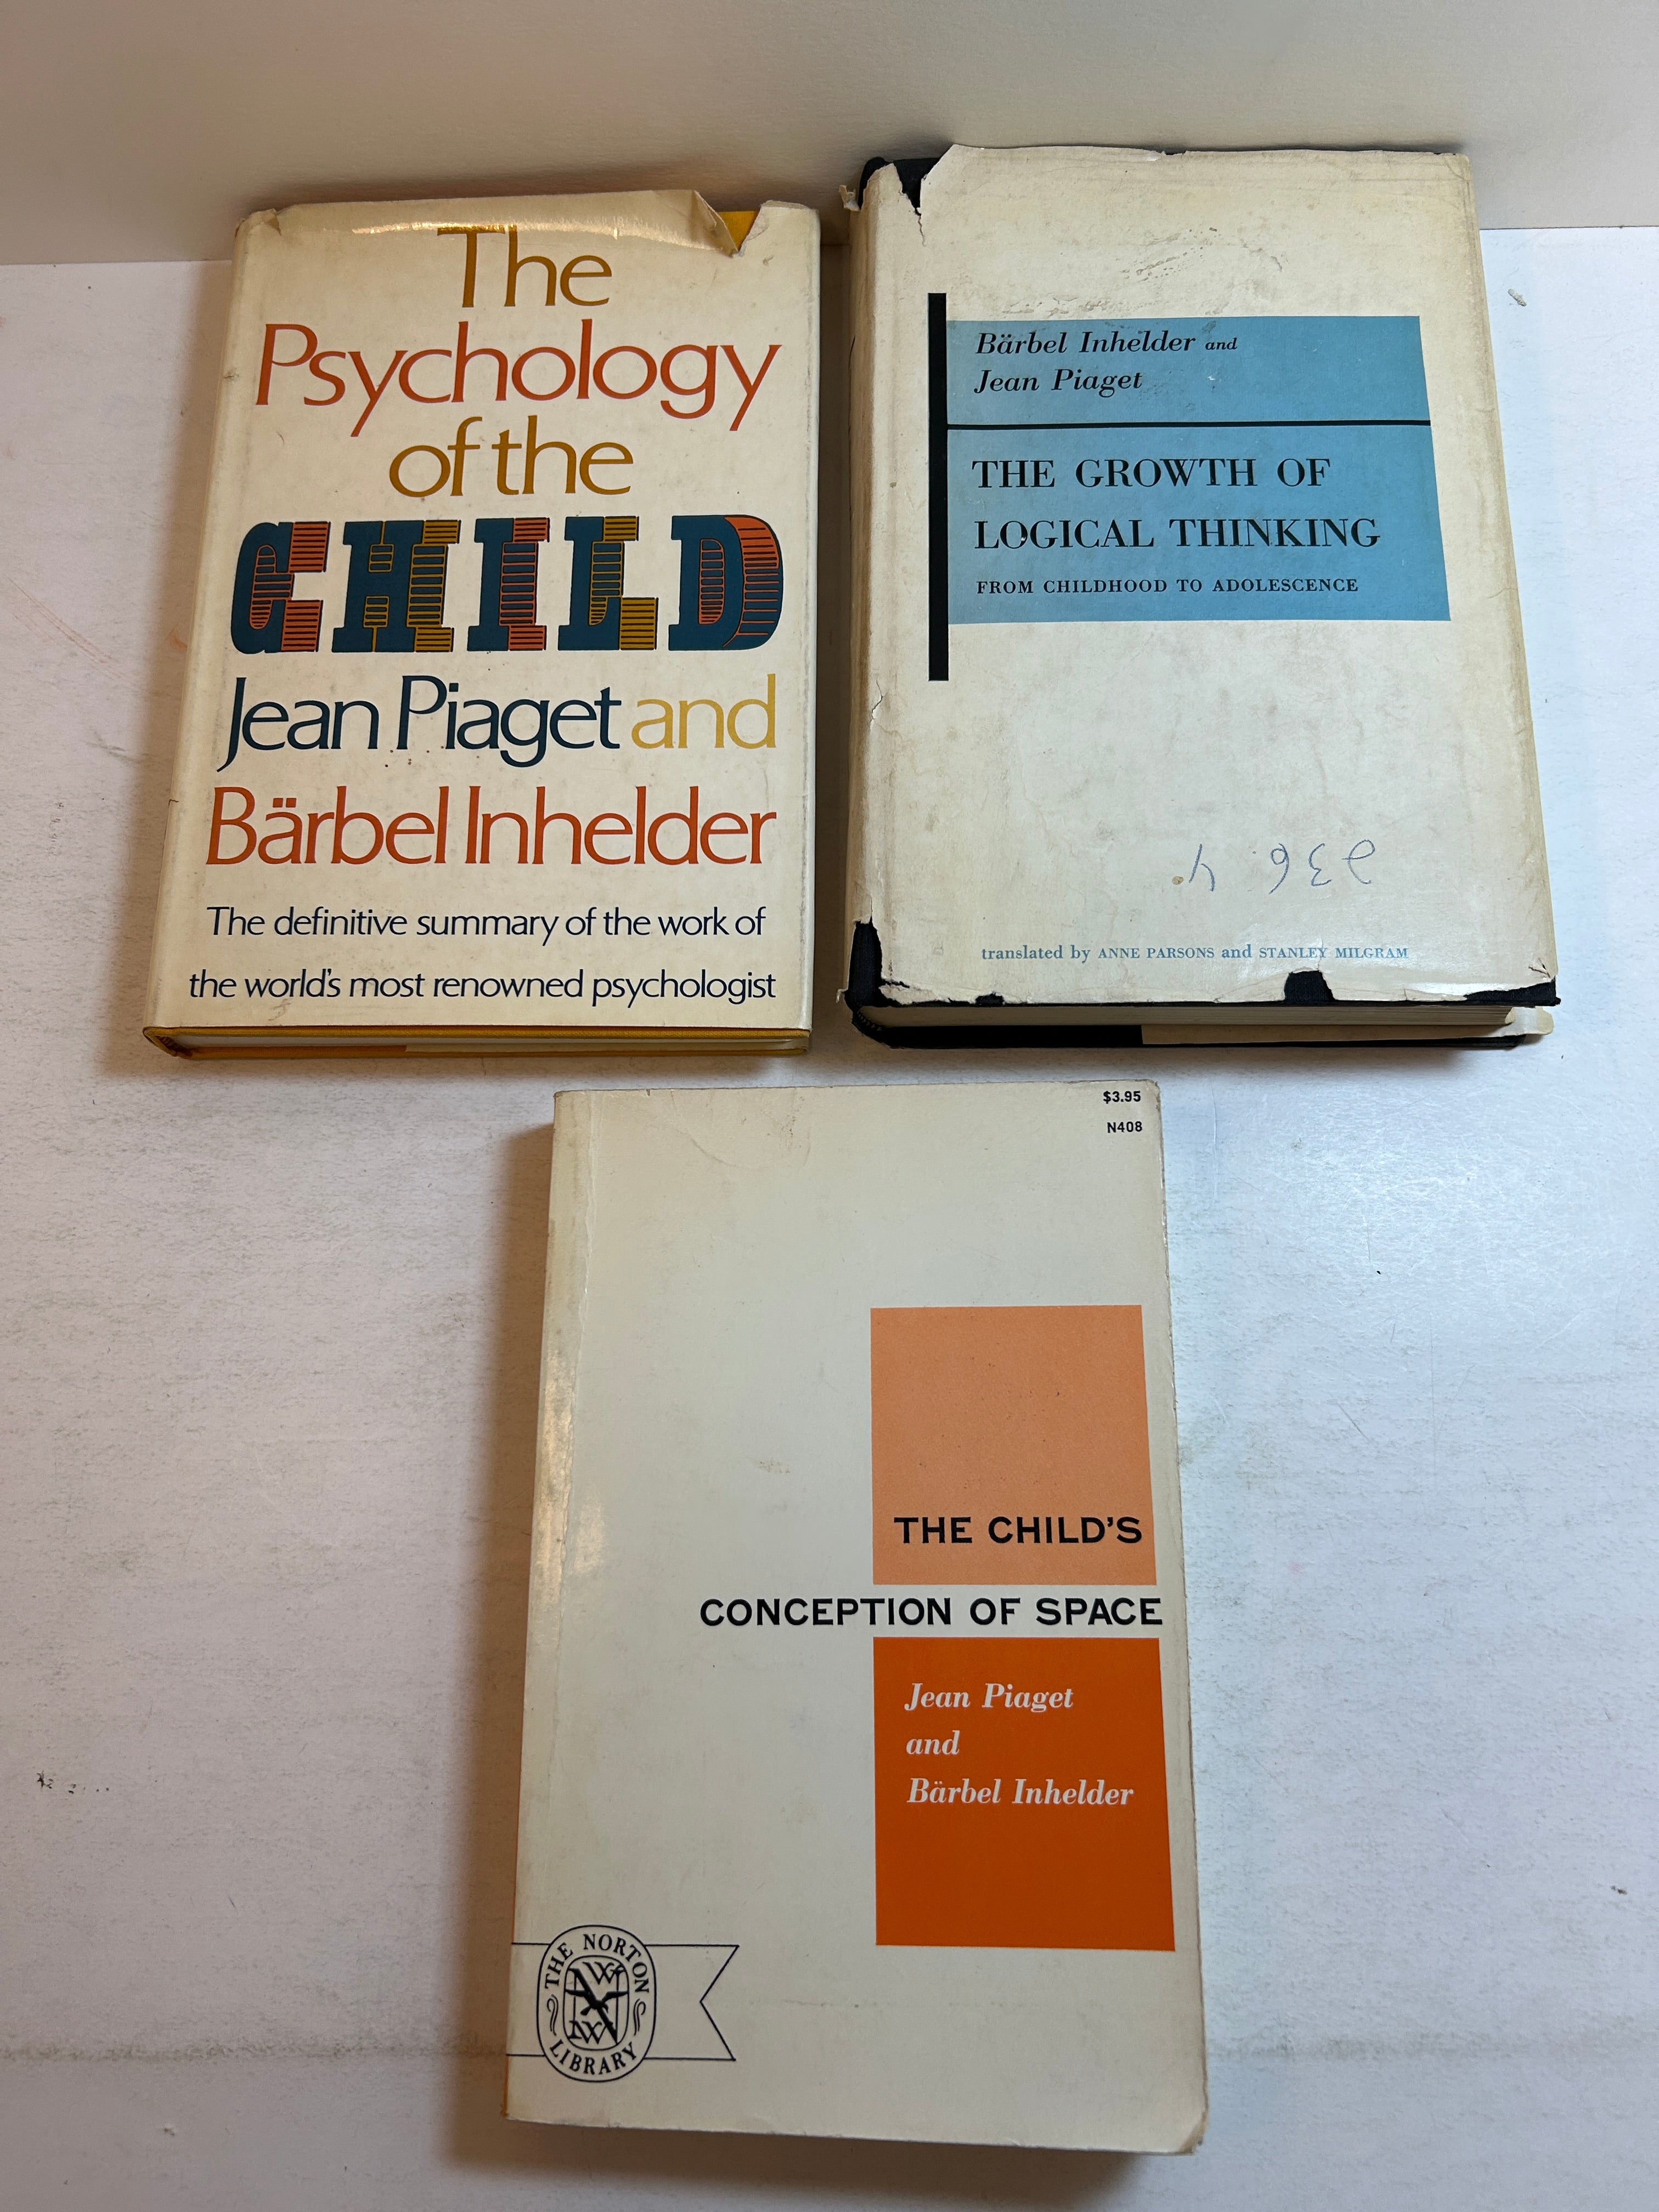 The
Psychology
of the
CHILD
Jean Piaget and
Bärbel Inhelder
The definitive summary of the work of
the world's most renowned psychologist
Bärbel Inhelder and
Jean Piaget
THE GROWTH OF
LOGICAL THINKING
FROM CHILDHOOD TO ADOLESCENCE
236.4
translated by ANNE PARSONS and STANLEY MILGRAM
$3.95
N408
THE CHILD'S
CONCEPTION OF SPACE
Jean Piaget
and
Bärbel Inhelder
THE NORTON
LIBRARY